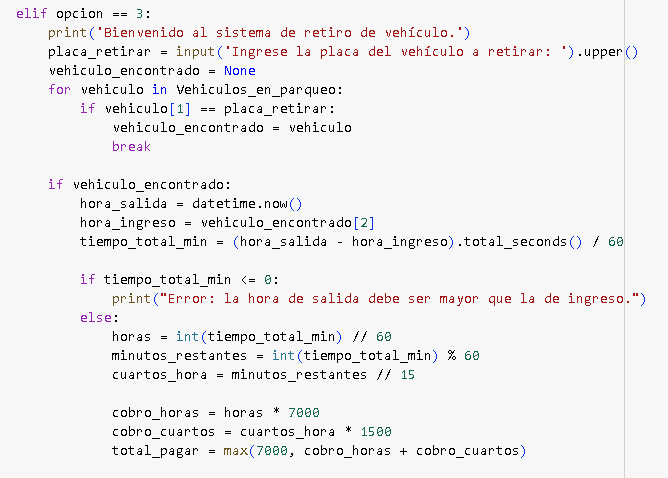 elif opcion == 3:
    print('Bienvenido al sistema de retiro de vehículo.')
    placa_retirar = input('Ingrese la placa del vehículo a retirar: ').upper()
    vehiculo_encontrado = None
    for vehiculo in Vehiculos_en_parqueo:
        if vehiculo[1] == placa_retirar:
            vehiculo_encontrado = vehiculo
            break
    if vehiculo_encontrado:
        hora_salida = datetime.now()
        hora_ingreso = vehiculo_encontrado[2]
        tiempo_total_min = (hora_salida - hora_ingreso).total_seconds() / 60
        if tiempo_total_min <= 0:
            print("Error: la hora de salida debe ser mayor que la de ingreso.")
        else:
            horas = int(tiempo_total_min) // 60
            minutos_restantes = int(tiempo_total_min) % 60
            cuartos_hora = minutos_restantes // 15
            cobro_horas = horas * 7000
            cobro_cuartos = cuartos_hora * 1500
            total_pagar = max(7000, cobro_horas + cobro_cuartos)